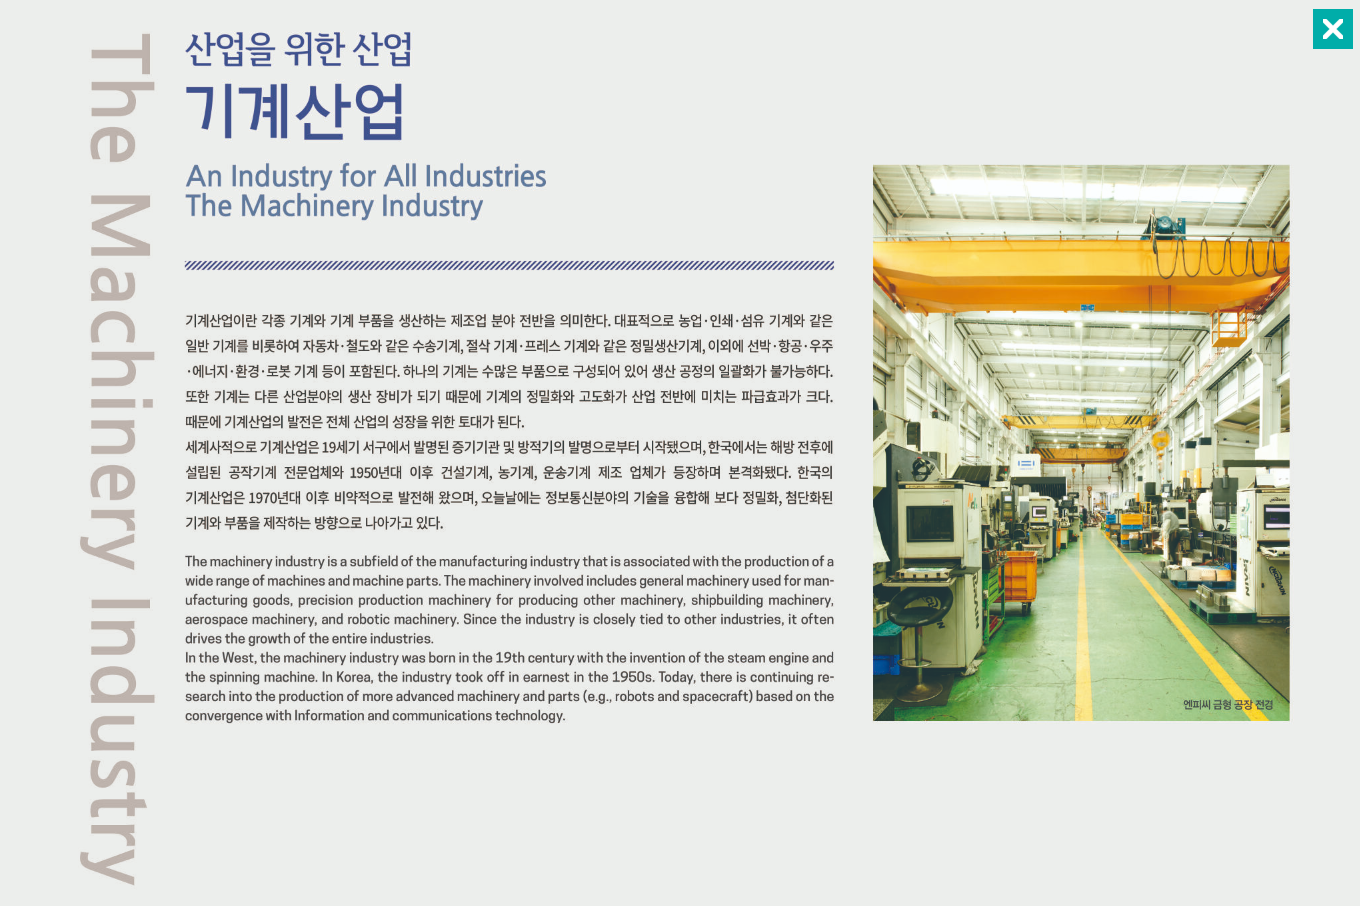 The Machinery Industry
산업을 위한 산업
기계산업
An Industry for All Industries
The Machinery Industry
기계산업이란 각종 기계와 기계 부품을 생산하는 제조업 분야 전반을 의미한다. 대표적으로 농업·인쇄·섬유 기계와 같은
일반 기계를 비롯하여 자동차·철도와 같은 수송기계, 절삭 기계·프레스 기계와 같은 정밀생산기계, 이외에 선박·항공·우주
·에너지·환경·로봇 기계 등이 포함된다. 하나의 기계는 수많은 부품으로 구성되어 있어 생산 공정의 일괄화가 불가능하다.
또한 기계는 다른 산업분야의 생산 장비가 되기 때문에 기계의 정밀화와 고도화가 산업 전반에 미치는 파급효과가 크다.
때문에 기계산업의 발전은 전체 산업의 성장을 위한 토대가 된다.
세계사적으로 기계산업은 19세기 서구에서 발명된 증기기관 및 방적기의 발명으로부터 시작됐으며, 한국에서는 해방 전후에
설립된 공작기계 전문업체와 1950년대 이후 건설기계, 농기계, 운송기계 제조 업체가 등장하며 본격화됐다. 한국의
기계산업은 1970년대 이후 비약적으로 발전해 왔으며, 오늘날에는 정보통신분야의 기술을 융합해 보다 정밀화, 첨단화된
기계와 부품을 제작하는 방향으로 나아가고 있다.
The machinery industry is a subfield of the manufacturing industry that is associated with the production of a
wide range of machines and machine parts. The machinery involved includes general machinery used for man-
ufacturing goods, precision production machinery for producing other machinery, shipbuilding machinery,
aerospace machinery, and robotic machinery. Since the industry is closely tied to other industries, it often
drives the growth of the entire industries.
In the West, the machinery industry was born in the 19th century with the invention of the steam engine and
the spinning machine. In Korea, the industry took off in earnest in the 1950s. Today, there is continuing re-
search into the production of more advanced machinery and parts (e.g., robots and spacecraft) based on the
convergence with Information and communications technology.
엔피씨 금형 공장 전경